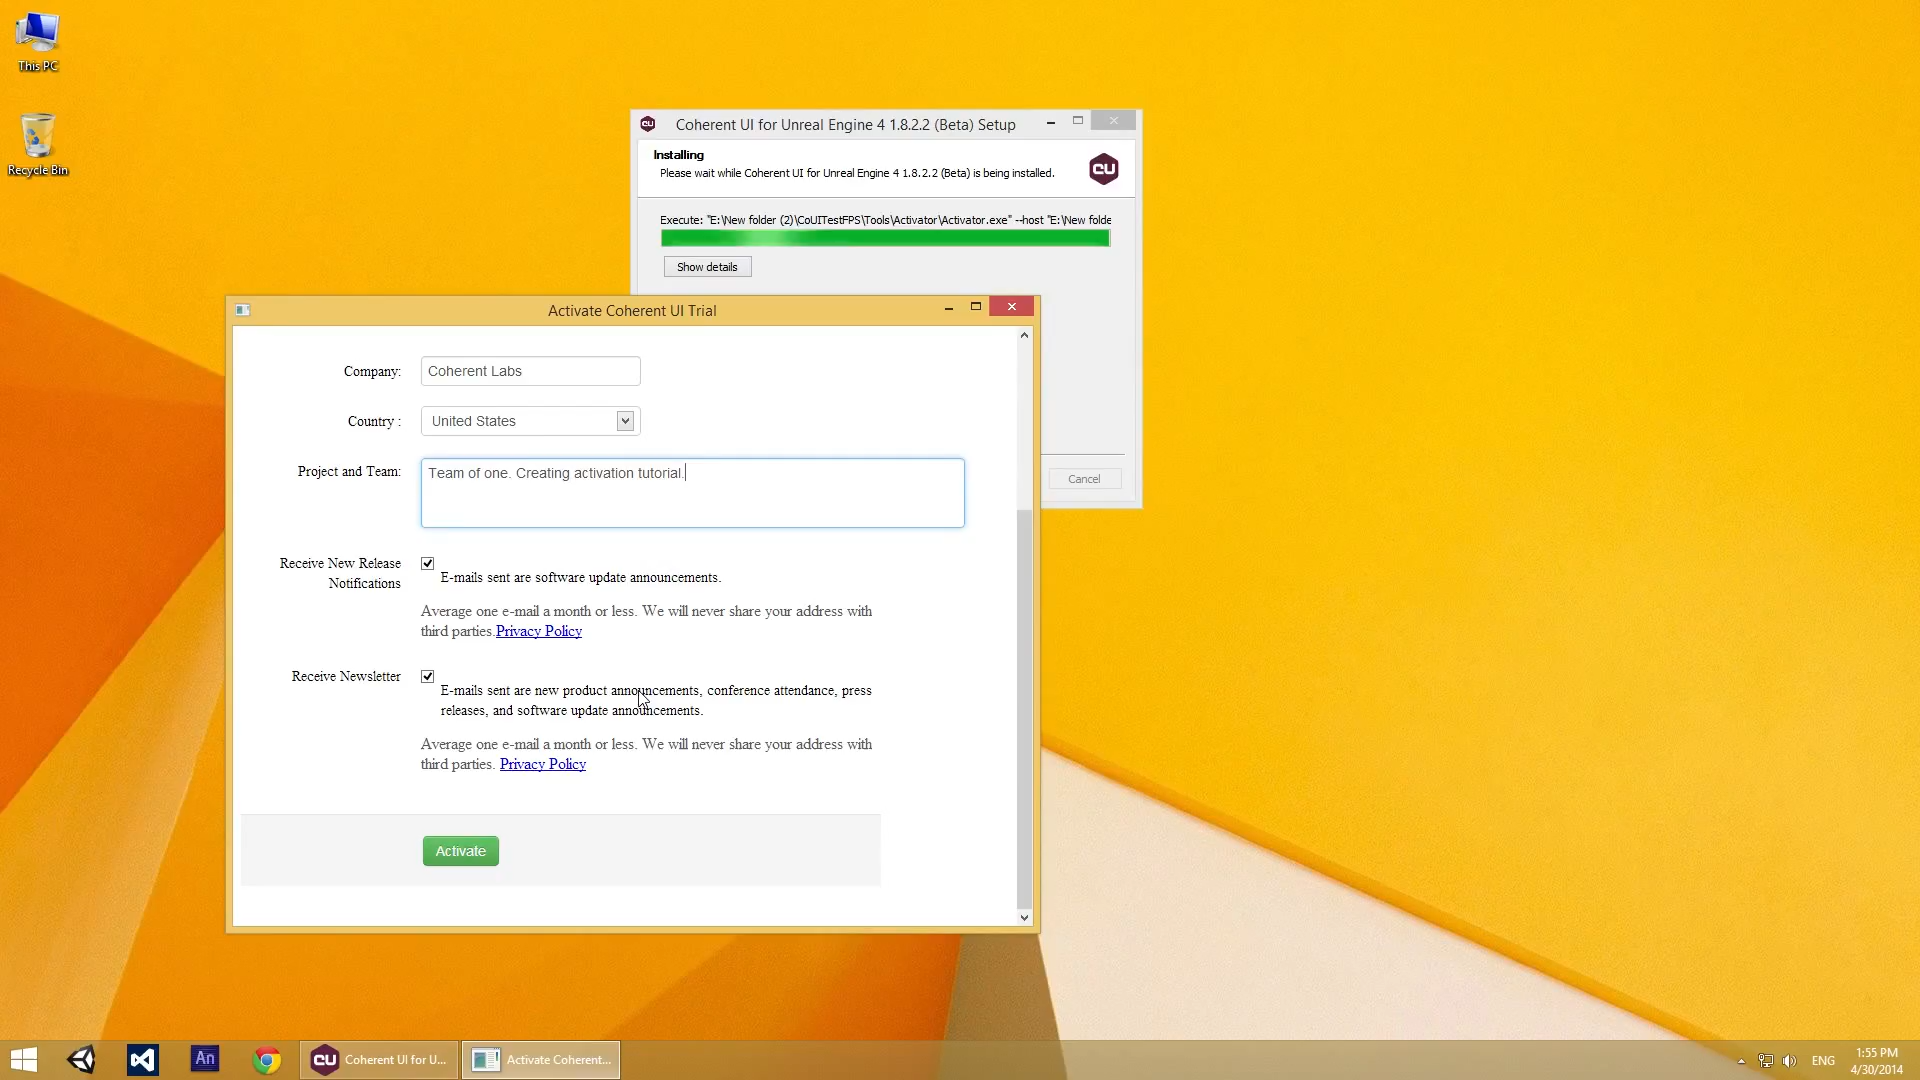 This PC
Recycle Bin
CU Coherent UI for Unreal Engine 4 1.8.2.2 (Beta) Setup
Installing
Please wait while Coherent UI for Unreal Engine 4 1.8.2.2 (Beta) is being installed.
CU
Execute: "E:\New folder (2)\CoUITestFPS\Tools\Activator\Activator.exe" --host "E:\New folde
Show details
Cancel
Activate Coherent UI Trial
Company: Coherent Labs
Country : United States
Project and Team: Team of one. Creating activation tutorial.
Receive New Release
Notifications
E-mails sent are software update announcements.
Average one e-mail a month or less. We will never share your address with
third parties.Privacy Policy
Receive Newsletter
E-mails sent are new product announcements, conference attendance, press
releases, and software update announcements.
Average one e-mail a month or less. We will never share your address with
third parties. Privacy Policy
Activate
An
CU Coherent UI for U...
Activate Coherent...
ENG
1:55 PM
4/30/2014